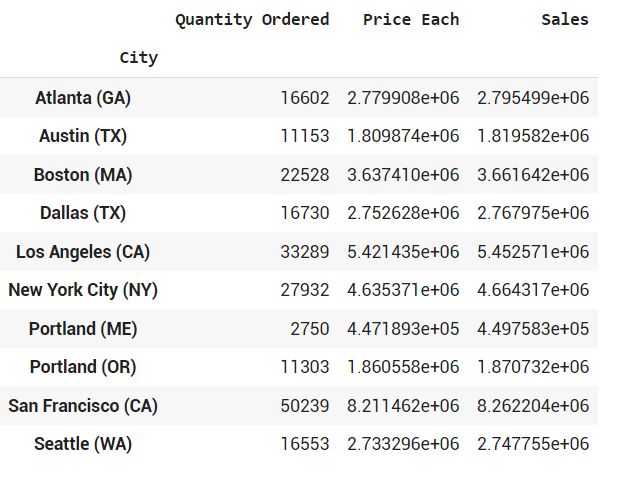 Quantity Ordered Price Each Sales
City
Atlanta (GA) 16602 2.779908e+06 2.795499e+06
Austin (TX) 11153 1.809874e+06 1.819582e+06
Boston (MA) 22528 3.637410e+06 3.661642e+06
Dallas (TX) 16730 2.752628e+06 2.767975e+06
Los Angeles (CA) 33289 5.421435e+06 5.452571e+06
New York City (NY) 27932 4.635371e+06 4.664317e+06
Portland (ME) 2750 4.471893e+05 4.497583e+05
Portland (OR) 11303 1.860558e+06 1.870732e+06
San Francisco (CA) 50239 8.211462e+06 8.262204e+06
Seattle (WA) 16553 2.733296e+06 2.747755e+06